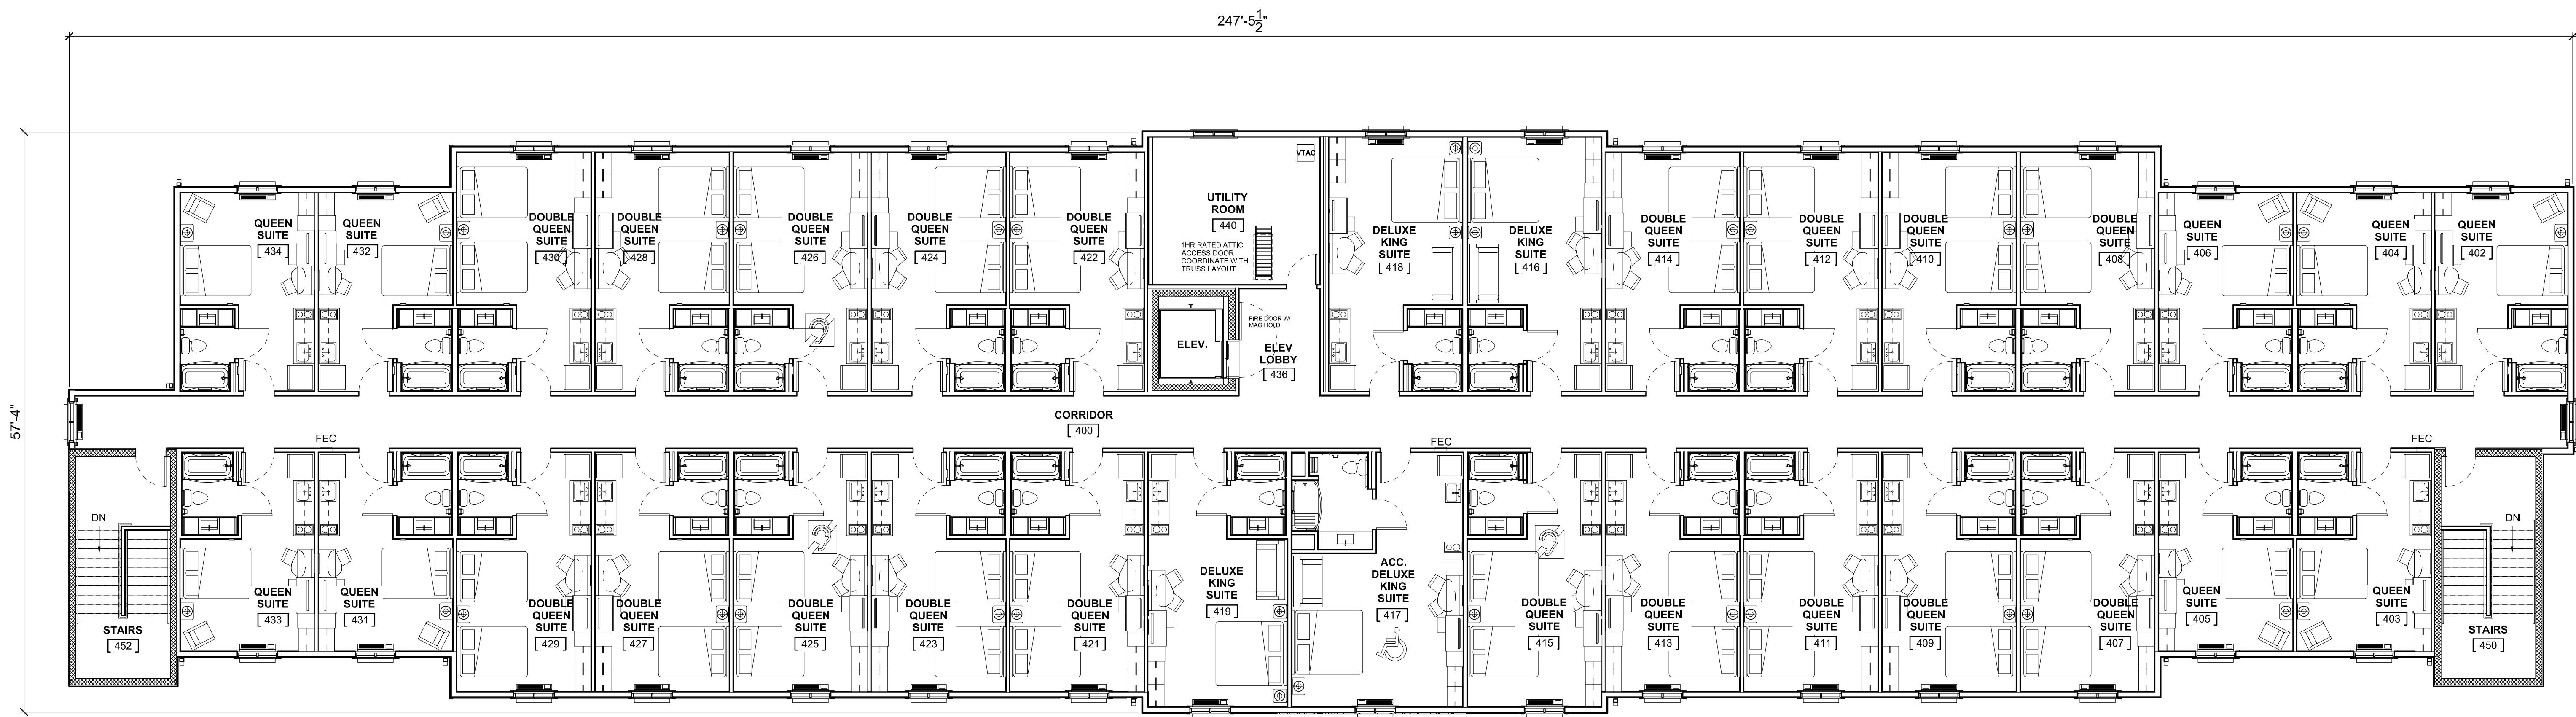 247'-5 1/2"
57'-4"
QUEEN
SUITE
434
QUEEN
SUITE
432
DOUBLE
QUEEN
SUITE
430
DOUBLE
QUEEN
SUITE
428
DOUBLE
QUEEN
SUITE
426
DOUBLE
QUEEN
SUITE
424
DOUBLE
QUEEN
SUITE
422
UTILITY
ROOM
440
1HR RATED ATTIC
ACCESS DOOR:
COORDINATE WITH
TRUSS LAYOUT.
VTAC
FIRE DOOR W/
MAG HOLD
ELEV.
ELEV
LOBBY
436
DELUXE
KING
SUITE
418
DELUXE
KING
SUITE
416
DOUBLE
QUEEN
SUITE
414
DOUBLE
QUEEN
SUITE
412
DOUBLE
QUEEN
SUITE
410
DOUBLE
QUEEN
SUITE
408
QUEEN
SUITE
406
QUEEN
SUITE
404
QUEEN
SUITE
402
CORRIDOR
400
FEC
FEC
FEC
DN
STAIRS
452
QUEEN
SUITE
433
QUEEN
SUITE
431
DOUBLE
QUEEN
SUITE
429
DOUBLE
QUEEN
SUITE
427
DOUBLE
QUEEN
SUITE
425
DOUBLE
QUEEN
SUITE
423
DOUBLE
QUEEN
SUITE
421
DELUXE
KING
SUITE
419
ACC.
DELUXE
KING
SUITE
417
DOUBLE
QUEEN
SUITE
415
DOUBLE
QUEEN
SUITE
413
DOUBLE
QUEEN
SUITE
411
DOUBLE
QUEEN
SUITE
409
DOUBLE
QUEEN
SUITE
407
QUEEN
SUITE
405
QUEEN
SUITE
403
DN
STAIRS
450